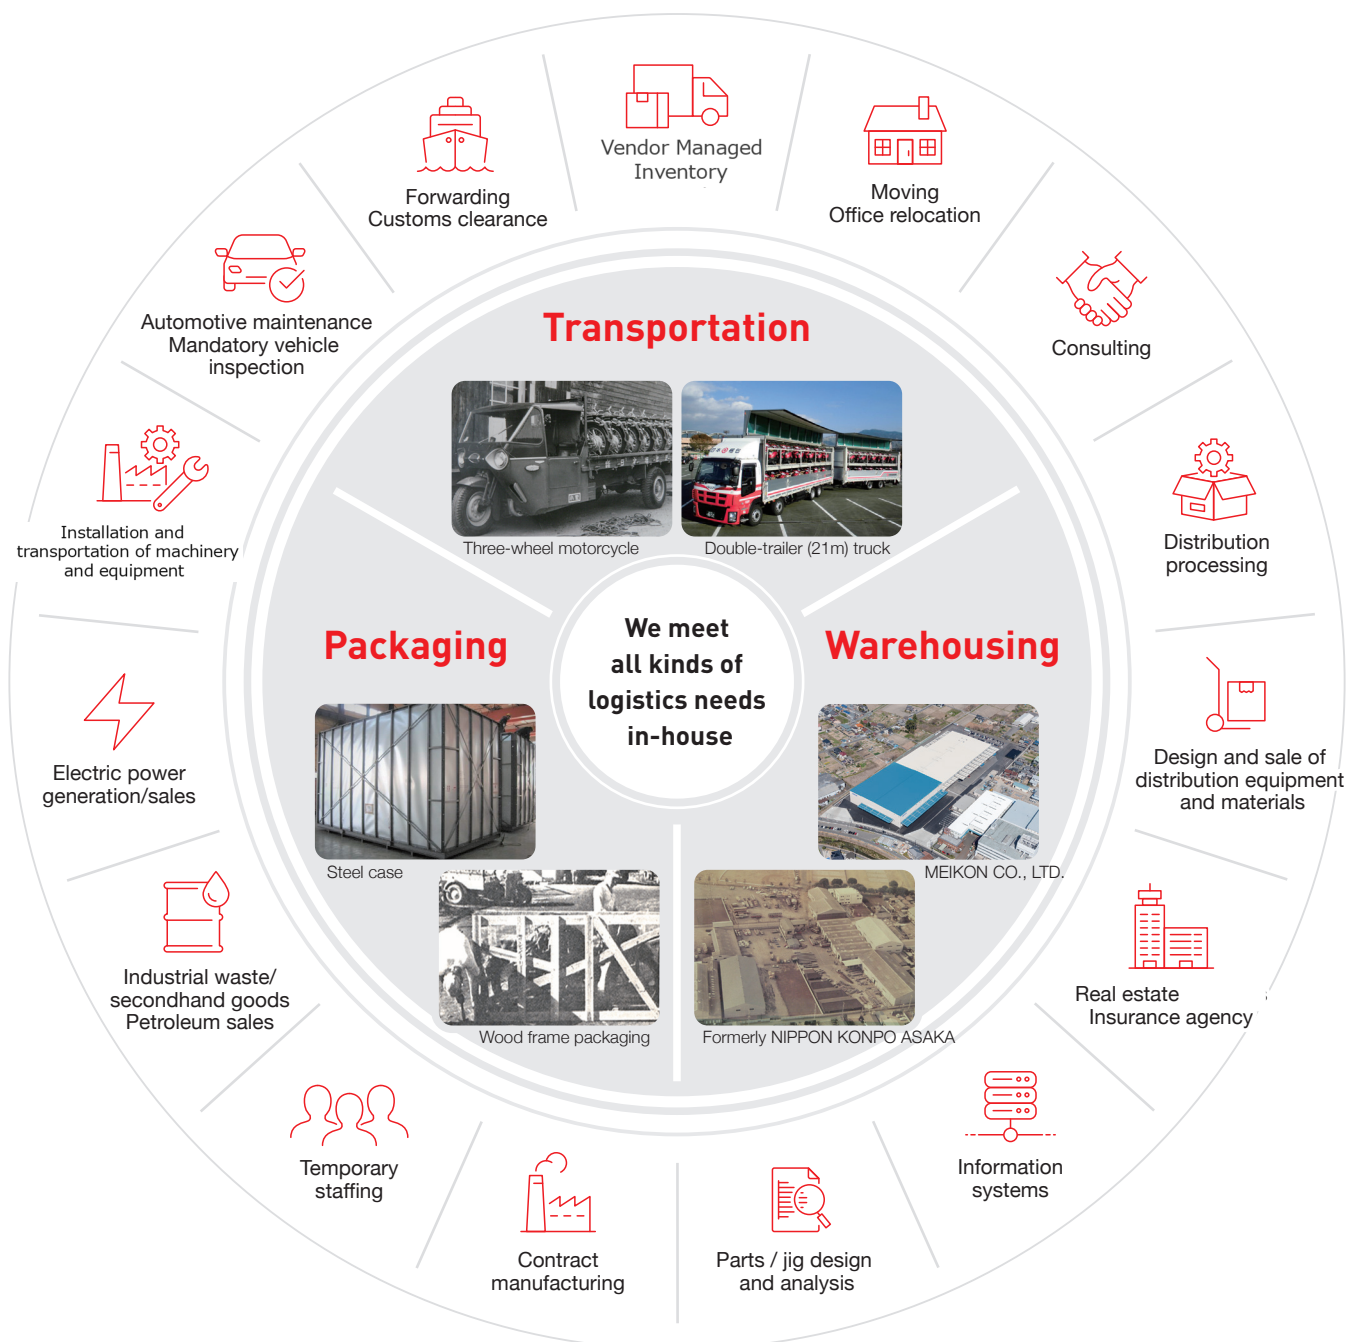 Vendor Managed
Inventory
Moving
Office relocation
Consulting
Distribution
processing
Design and sale of
distribution equipment
and materials
Real estate
Insurance agency
Information
systems
Parts / jig design
and analysis
Contract
manufacturing
Temporary
staffing
Industrial waste/
secondhand goods
Petroleum sales
Electric power
generation/sales
Installation and
transportation of machinery
and equipment
Automotive maintenance
Mandatory vehicle
inspection
Forwarding
Customs clearance
Transportation
Three-wheel motorcycle
Double-trailer (21m) truck
Packaging
Steel case
Wood frame packaging
Warehousing
MEIKON CO., LTD.
Formerly NIPPON KONPO ASAKA
We meet
all kinds of
logistics needs
in-house